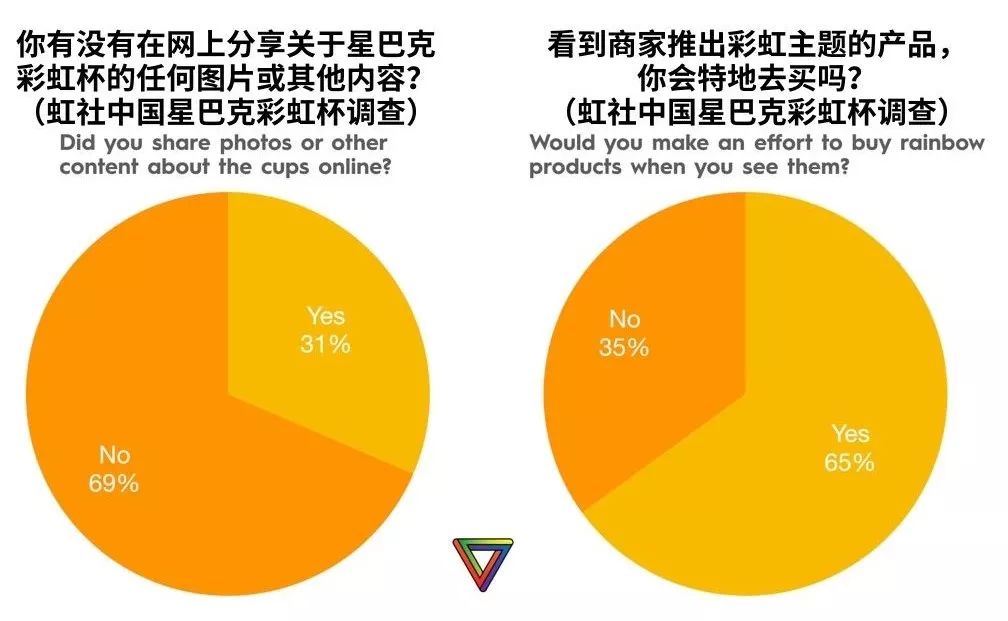 你有没有在网上分享关于星巴克
彩虹杯的任何图片或其他内容？
（虹社中国星巴克彩虹杯调查）
Did you share photos or other
content about the cups online?
Yes
31%
No
69%
看到商家推出彩虹主题的产品，
你会特地去买吗？
（虹社中国星巴克彩虹杯调查）
Would you make an effort to buy rainbow
products when you see them?
No
35%
Yes
65%